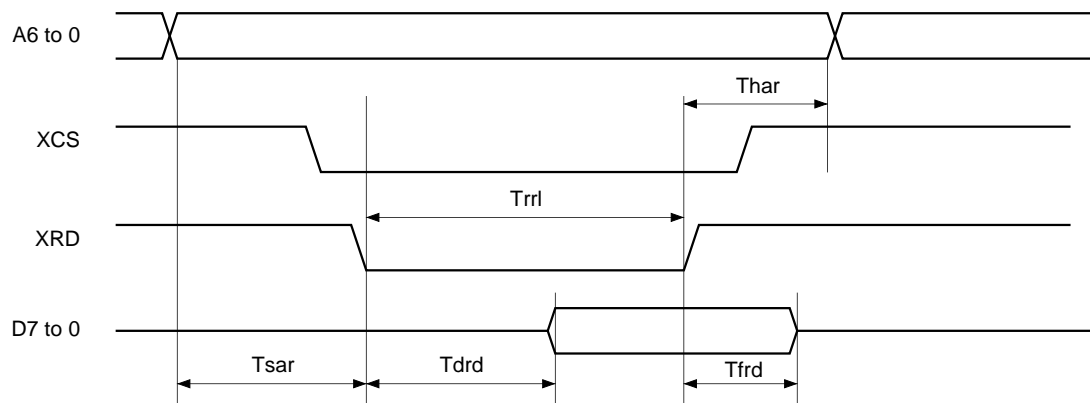 A6 to 0
Thar
XCS
Trrl
XRD
D7 to 0
Tsar
Tdrd
Tfrd